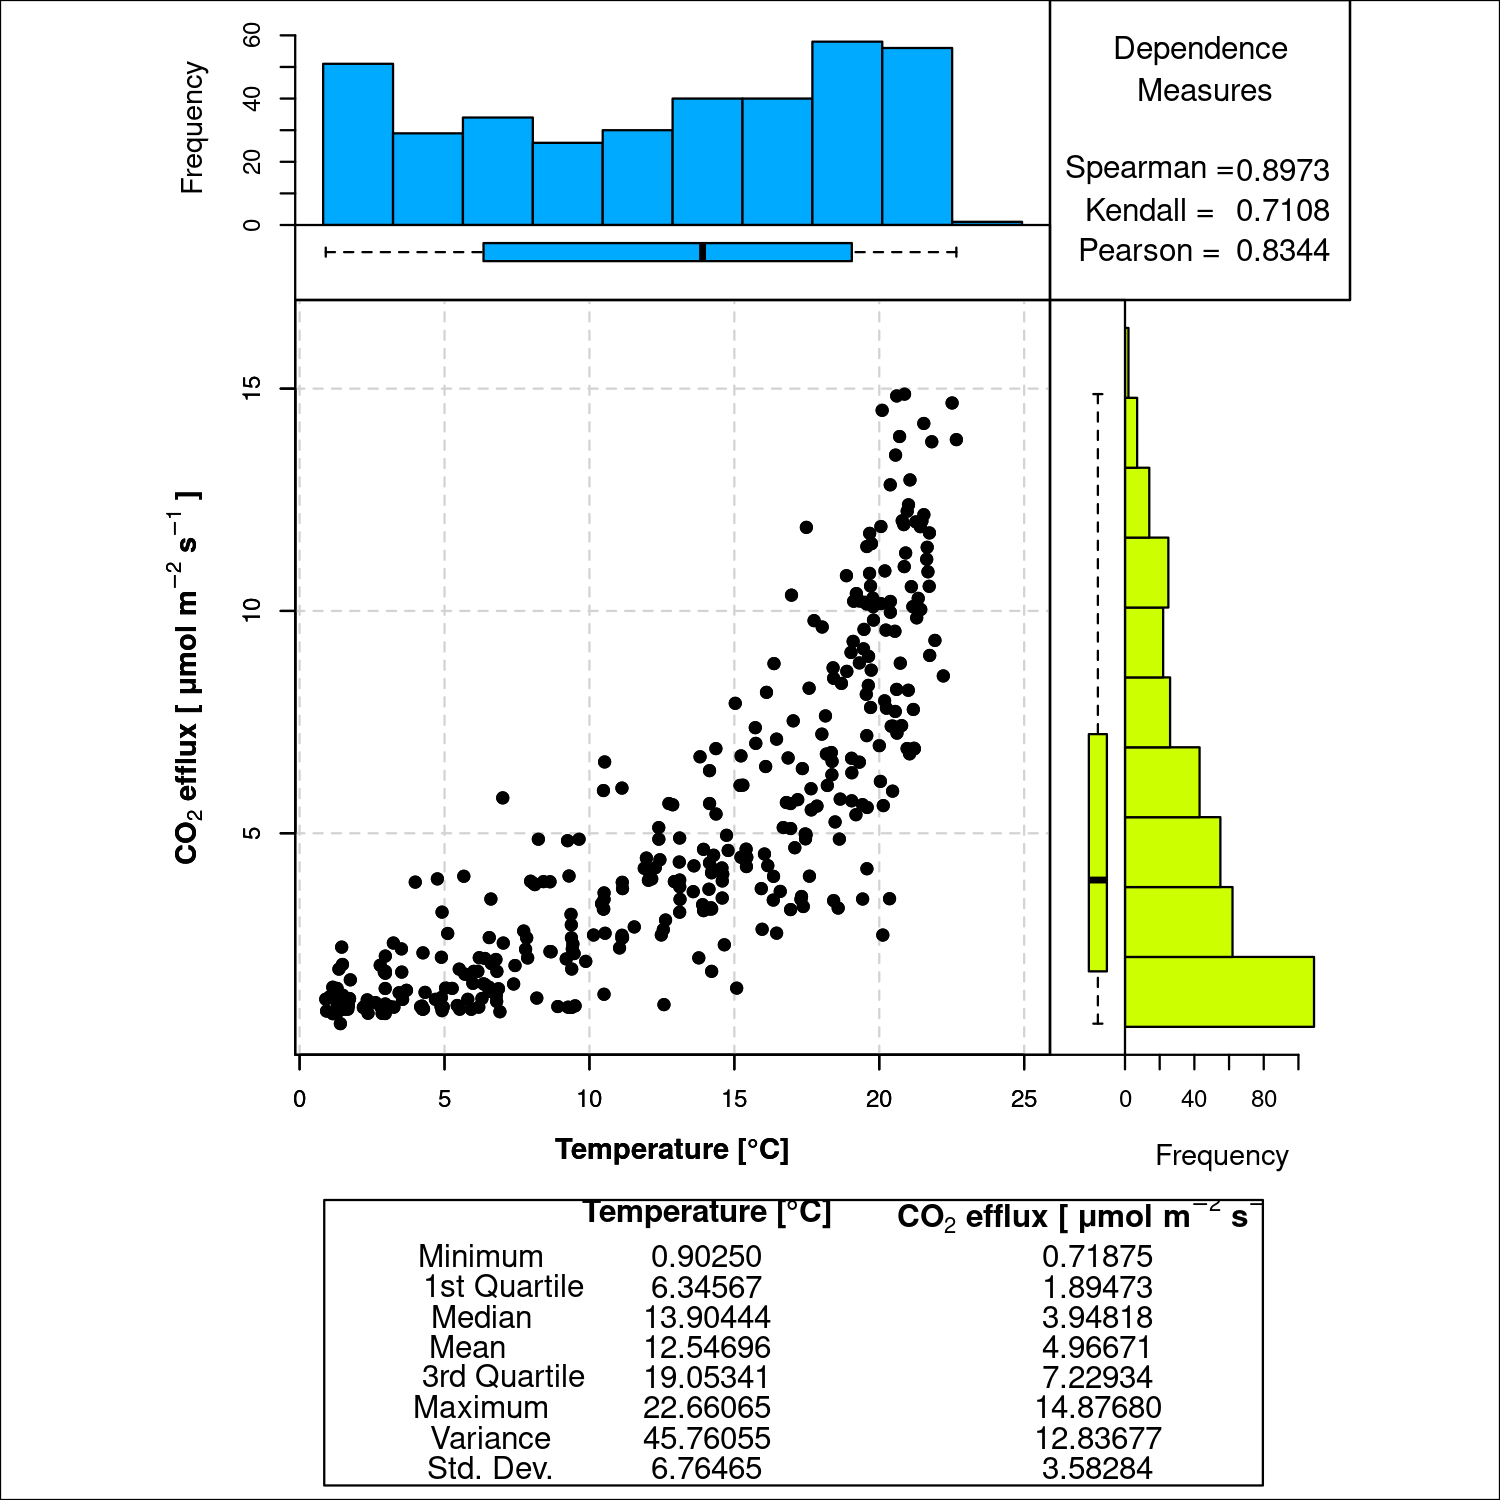 Frequency
0 20 40 60
Dependence
Measures
Spearman =0.8973
Kendall = 0.7108
Pearson = 0.8344
CO₂ efflux [ µmol m⁻² s⁻¹ ]
15
10
5
0 5 10 15 20 25
0 40 80
Temperature [°C]
Frequency
Temperature [°C] CO₂ efflux [ µmol m⁻² s⁻
Minimum 0.90250 0.71875
1st Quartile 6.34567 1.89473
Median 13.90444 3.94818
Mean 12.54696 4.96671
3rd Quartile 19.05341 7.22934
Maximum 22.66065 14.87680
Variance 45.76055 12.83677
Std. Dev. 6.76465 3.58284